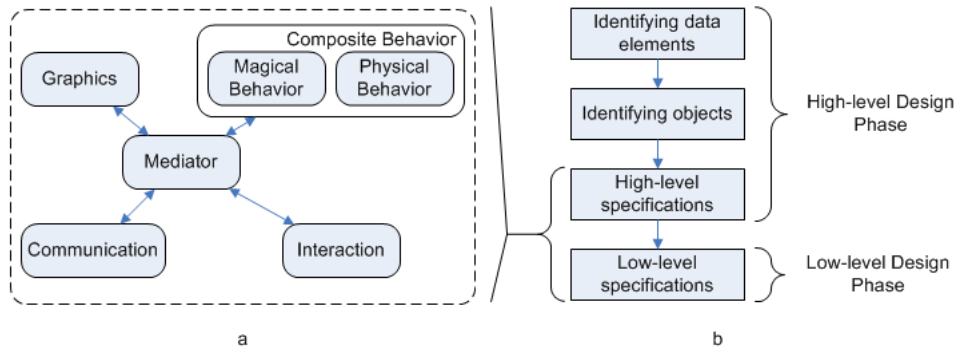 Composite Behavior
Magical
Behavior
Physical
Behavior
Graphics
Mediator
Communication
Interaction
a
Identifying data
elements
Identifying objects
High-level
specifications
Low-level
specifications
High-level Design
Phase
Low-level Design
Phase
b